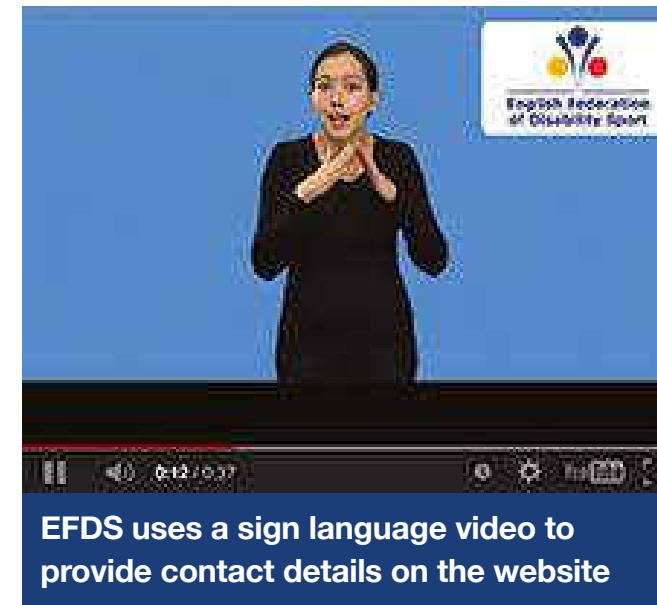 English Federation
of Disability Sport
0:12 / 0:37
EFDS uses a sign language video to
provide contact details on the website